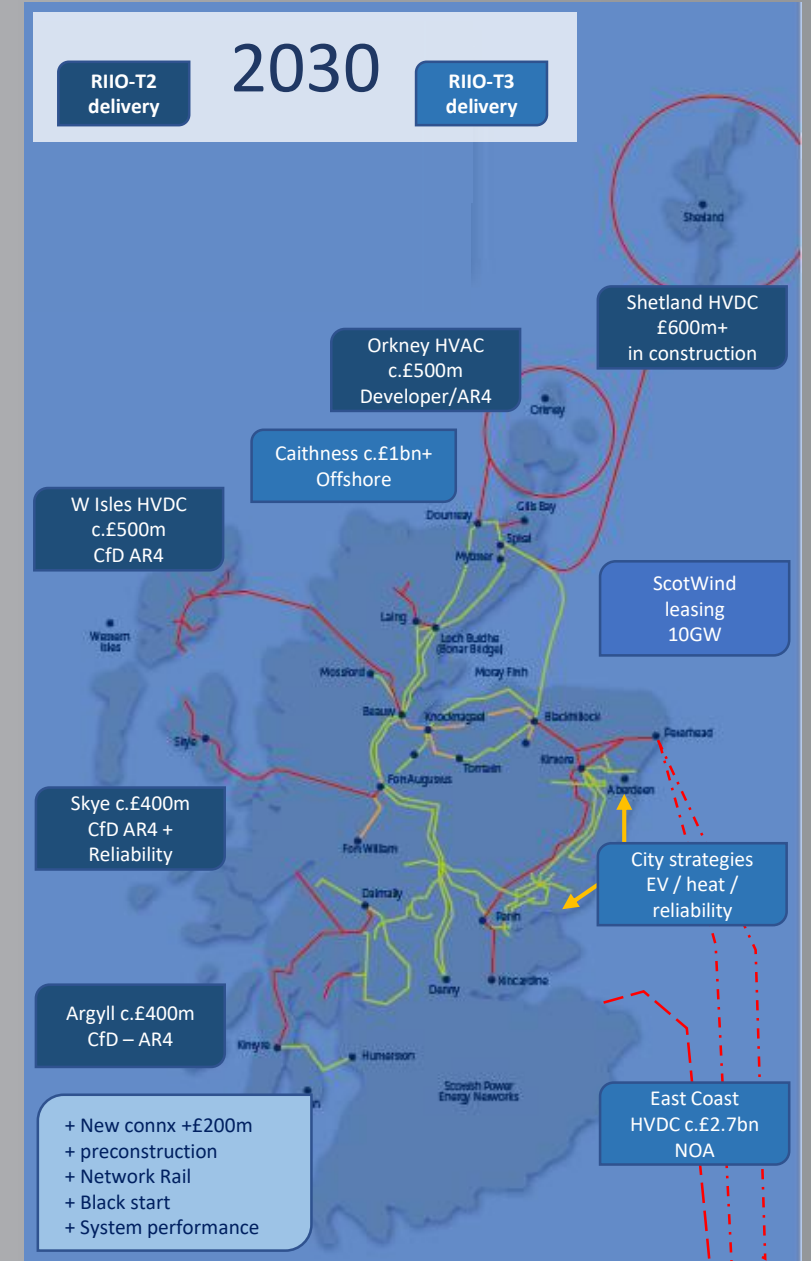 RIIO-T2
delivery
2030
RIIO-T3
delivery
Shetland
Shetland HVDC
£600m+
in construction
Orkney HVAC
c.£500m
Developer/AR4
Orkney
Caithness c.£1bn+
Offshore
W Isles HVDC
c.£500m
CfD AR4
Gills Bay
Dounreay
Spittal
Mybster
ScotWind
leasing
10GW
Western
Isles
Lairg
Loch Buidhe
(Bonar Bridge)
Mossford
Moray Firth
Beauly
Knocknagael
Blackhillock
Peterhead
Skye
Tomatin
Kintore
Fort Augustus
Aberdeen
Skye c.£400m
CfD AR4 +
Reliability
Fort William
City strategies
EV / heat /
reliability
Dalmally
Perth
Denny
Kincardine
Argyll c.£400m
CfD – AR4
Kintyre
Hunterston
Scottish Power
Energy Networks
East Coast
HVDC c.£2.7bn
NOA
+ New connx +£200m
+ preconstruction
+ Network Rail
+ Black start
+ System performance